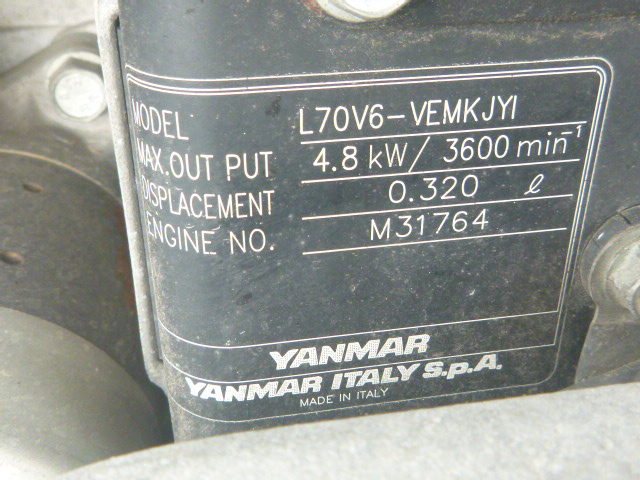 MODEL L70V6-VEMKJYI
MAX.OUT PUT 4.8 kW/ 3600 min⁻¹
DISPLACEMENT 0.320 ℓ
ENGINE NO. M31764
YANMAR
YANMAR ITALY S.p.A.
MADE IN ITALY